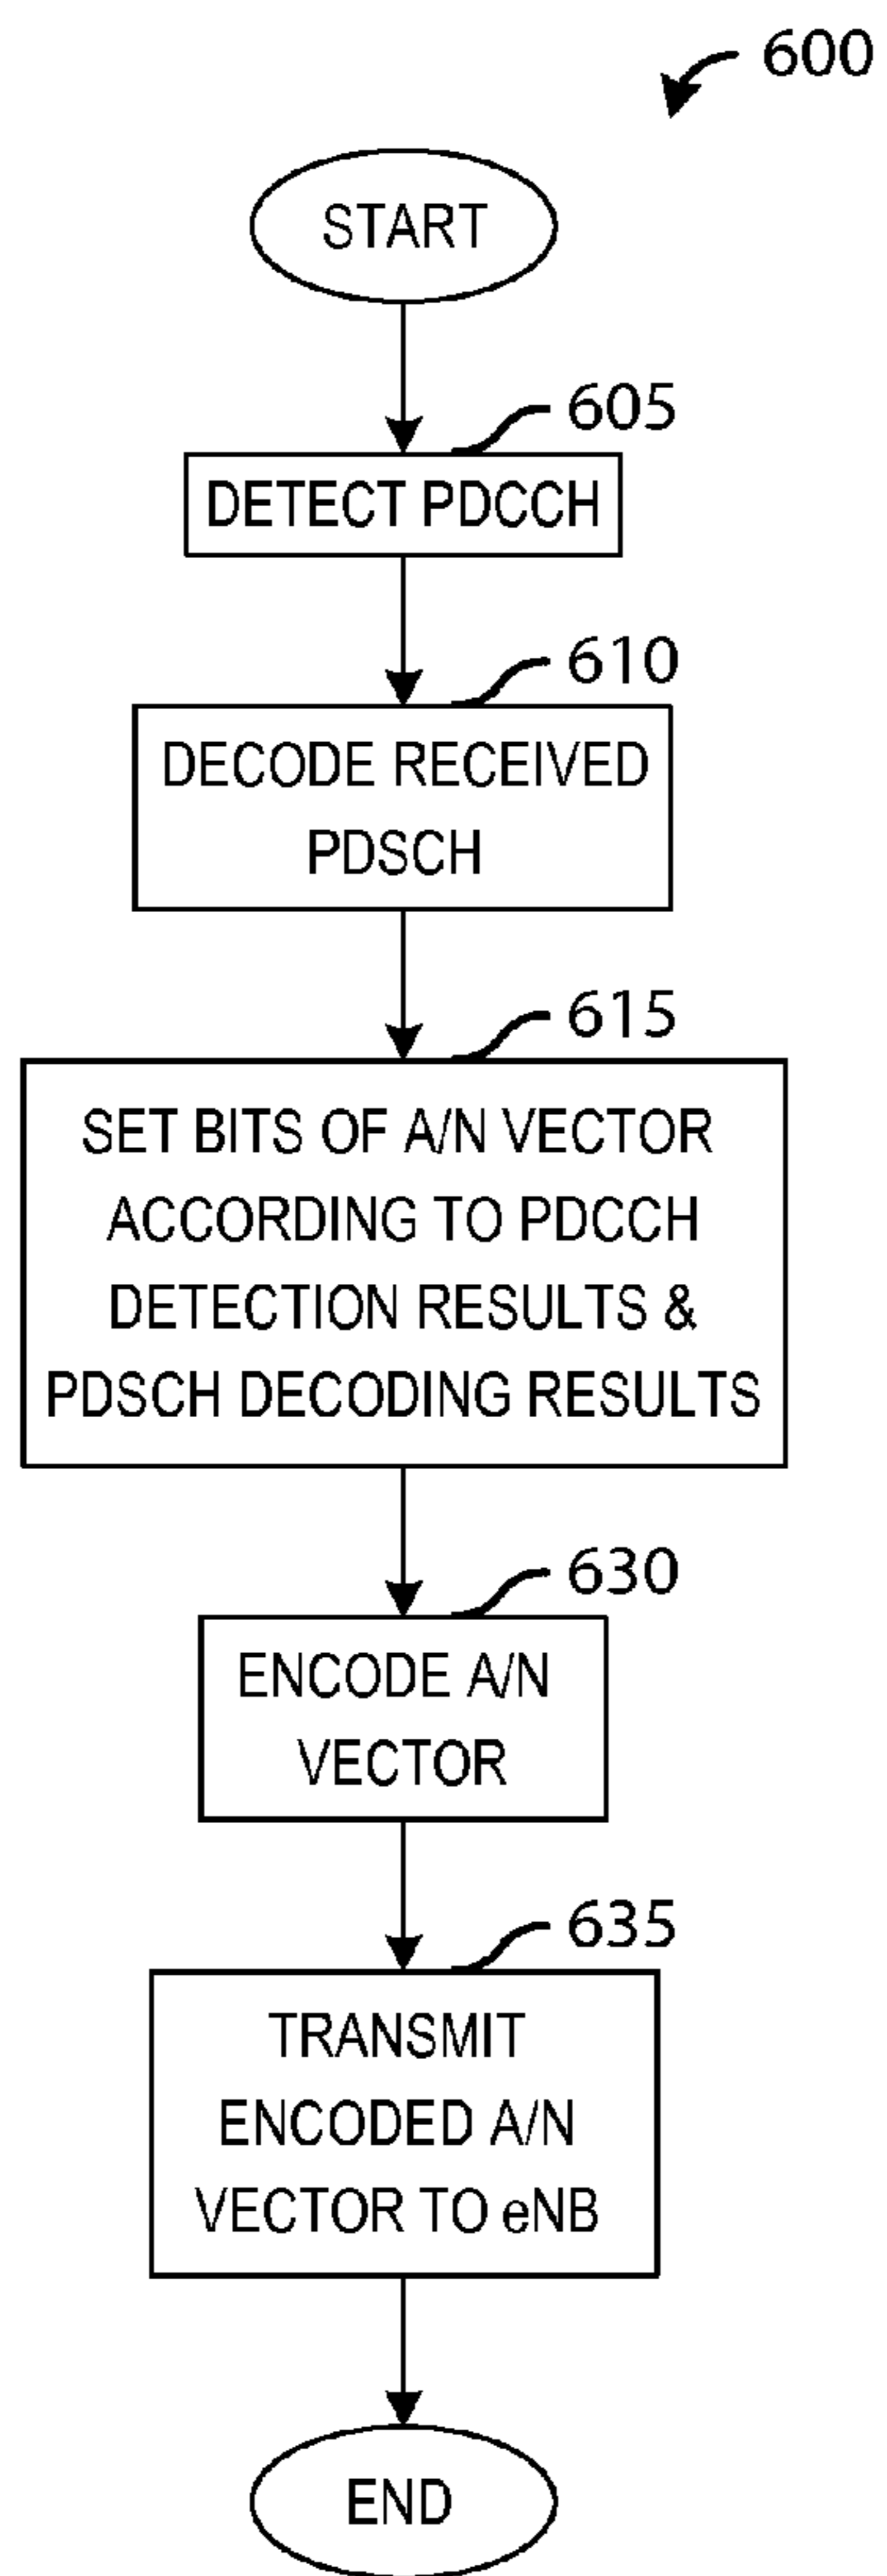 600
START
605
DETECT PDCCH
610
DECODE RECEIVED
PDSCH
615
SET BITS OF A/N VECTOR
ACCORDING TO PDCCH
DETECTION RESULTS &
PDSCH DECODING RESULTS
630
ENCODE A/N
VECTOR
635
TRANSMIT
ENCODED A/N
VECTOR TO eNB
END